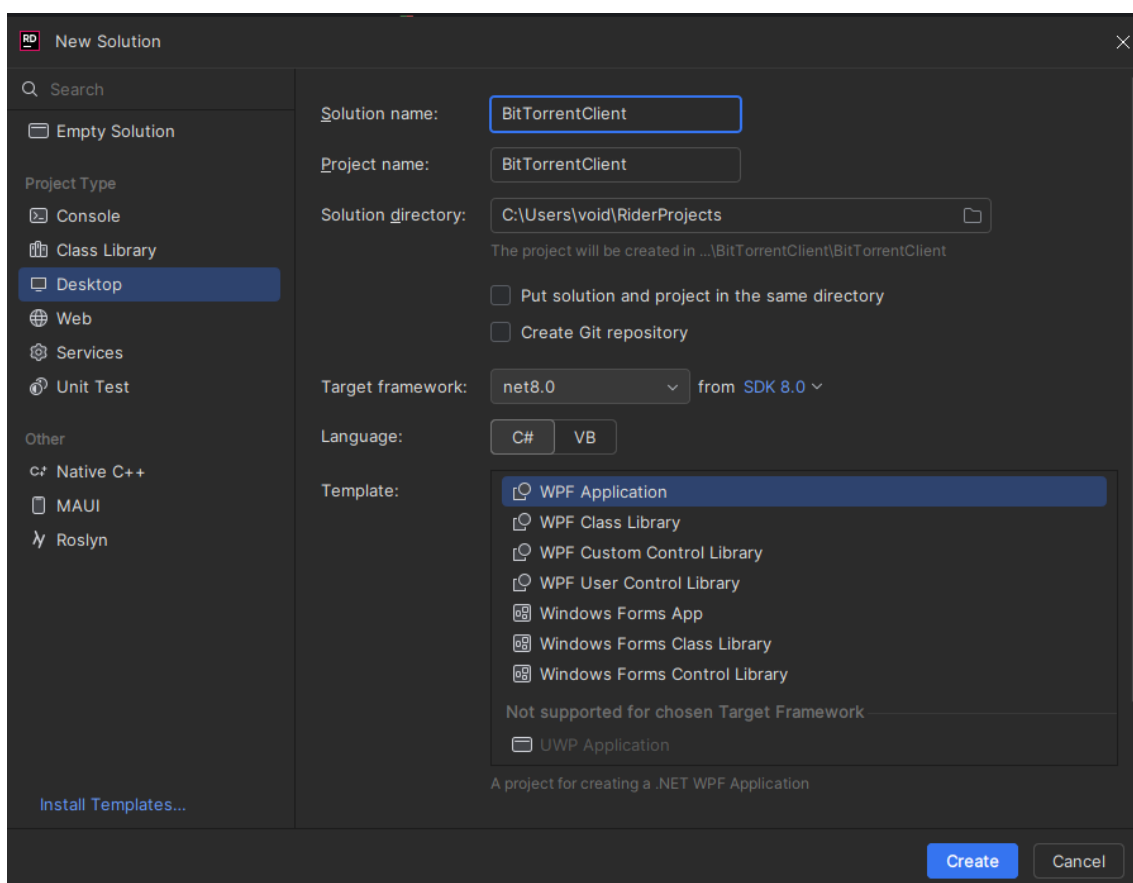 RD New Solution
Search
Empty Solution
Project Type
Console
Class Library
Desktop
Web
Services
Unit Test
Other
C++ Native C++
MAUI
Roslyn
Install Templates...
Solution name: BitTorrentClient
Project name: BitTorrentClient
Solution directory: C:\Users\void\RiderProjects
The project will be created in ...\BitTorrentClient\BitTorrentClient
Put solution and project in the same directory
Create Git repository
Target framework: net8.0 from SDK 8.0
Language: C# VB
Template: WPF Application
WPF Class Library
WPF Custom Control Library
WPF User Control Library
Windows Forms App
Windows Forms Class Library
Windows Forms Control Library
Not supported for chosen Target Framework
UWP Application
A project for creating a .NET WPF Application
Create Cancel